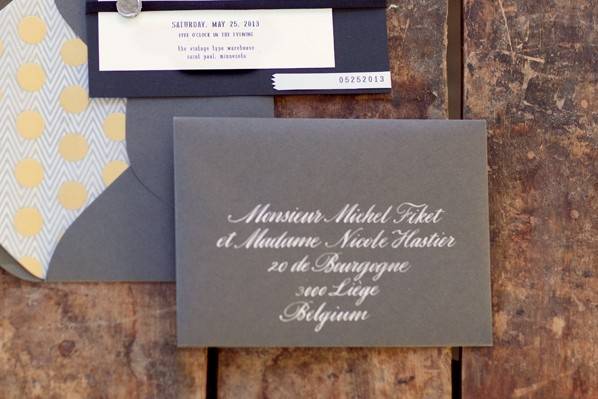 SATURDAY, MAY 25, 2013
FIVE O'CLOCK IN THE EVENING
the vintage type warehouse
saint paul, minnesota
05252013
Monsieur Michel Fiket
et Madame Nicole Hastier
20 de Bourgogne
3000 Liège
Belgium